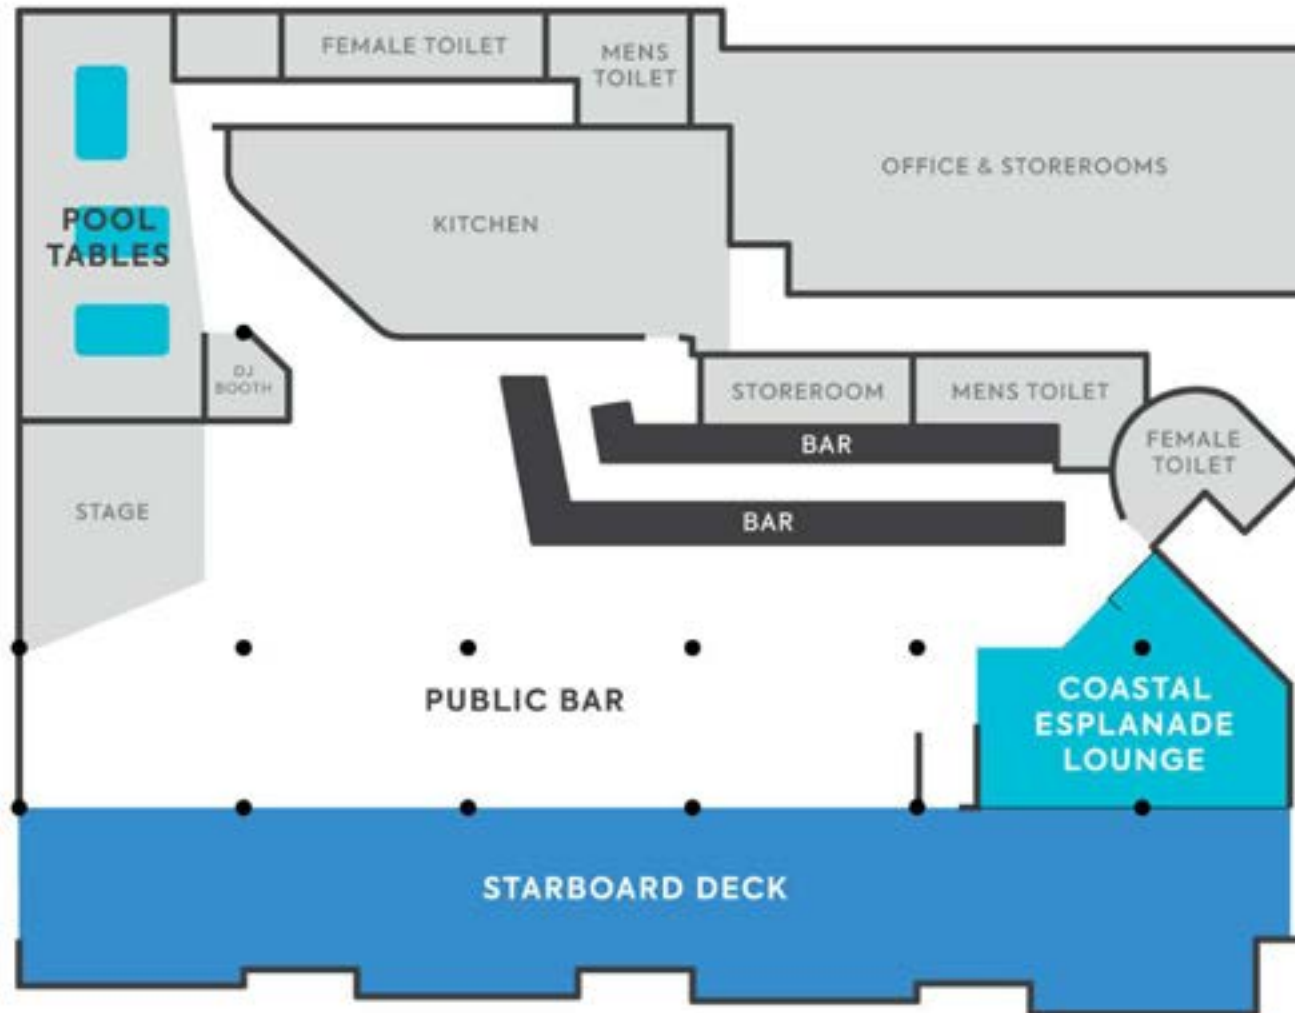 FEMALE TOILET
MENS
TOILET
OFFICE & STOREROOMS
KITCHEN
POOL
TABLES
DJ
BOOTH
STOREROOM
MENS TOILET
BAR
FEMALE
TOILET
STAGE
BAR
PUBLIC BAR
COASTAL
ESPLANADE
LOUNGE
STARBOARD DECK